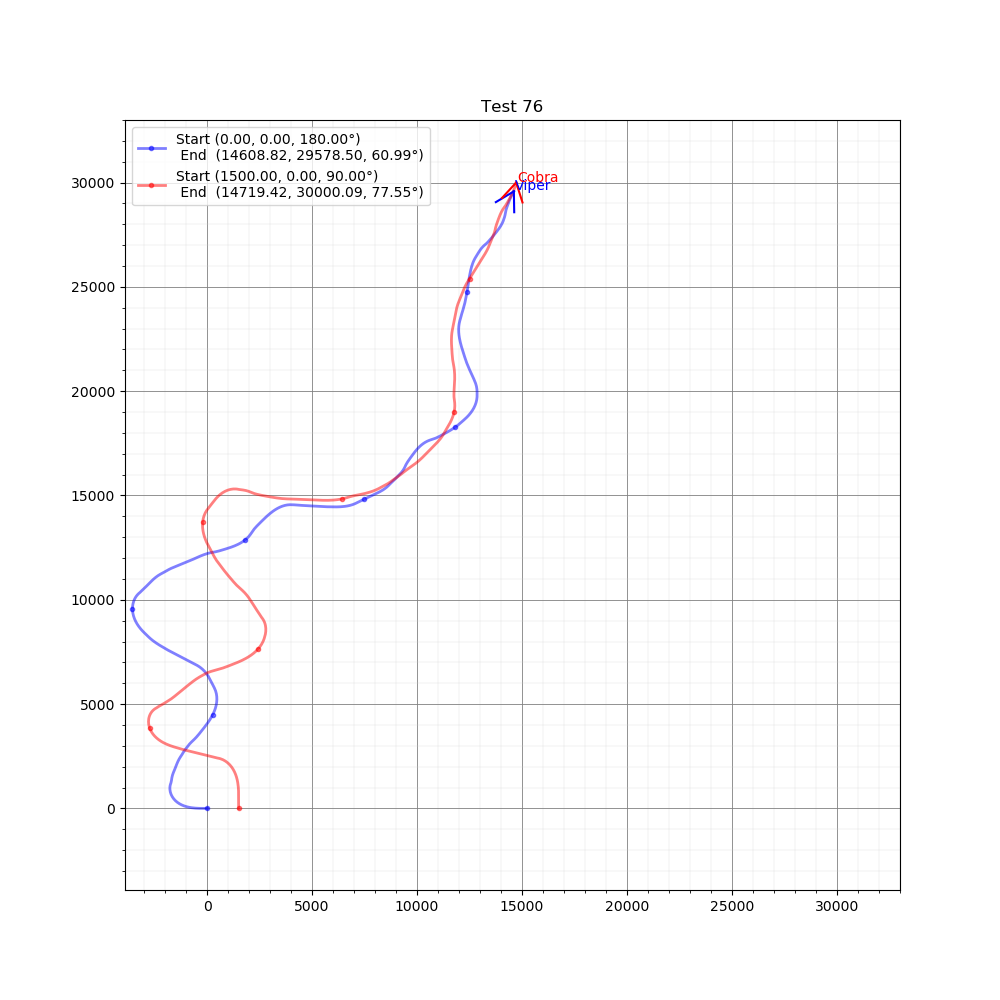 Test 76
Start (0.00, 0.00, 180.00°)
End  (14608.82, 29578.50, 60.99°)
Start (1500.00, 0.00, 90.00°)
End  (14719.42, 30000.09, 77.55°)
Cobra
Viper
30000
25000
20000
15000
10000
5000
0
0 5000 10000 15000 20000 25000 30000